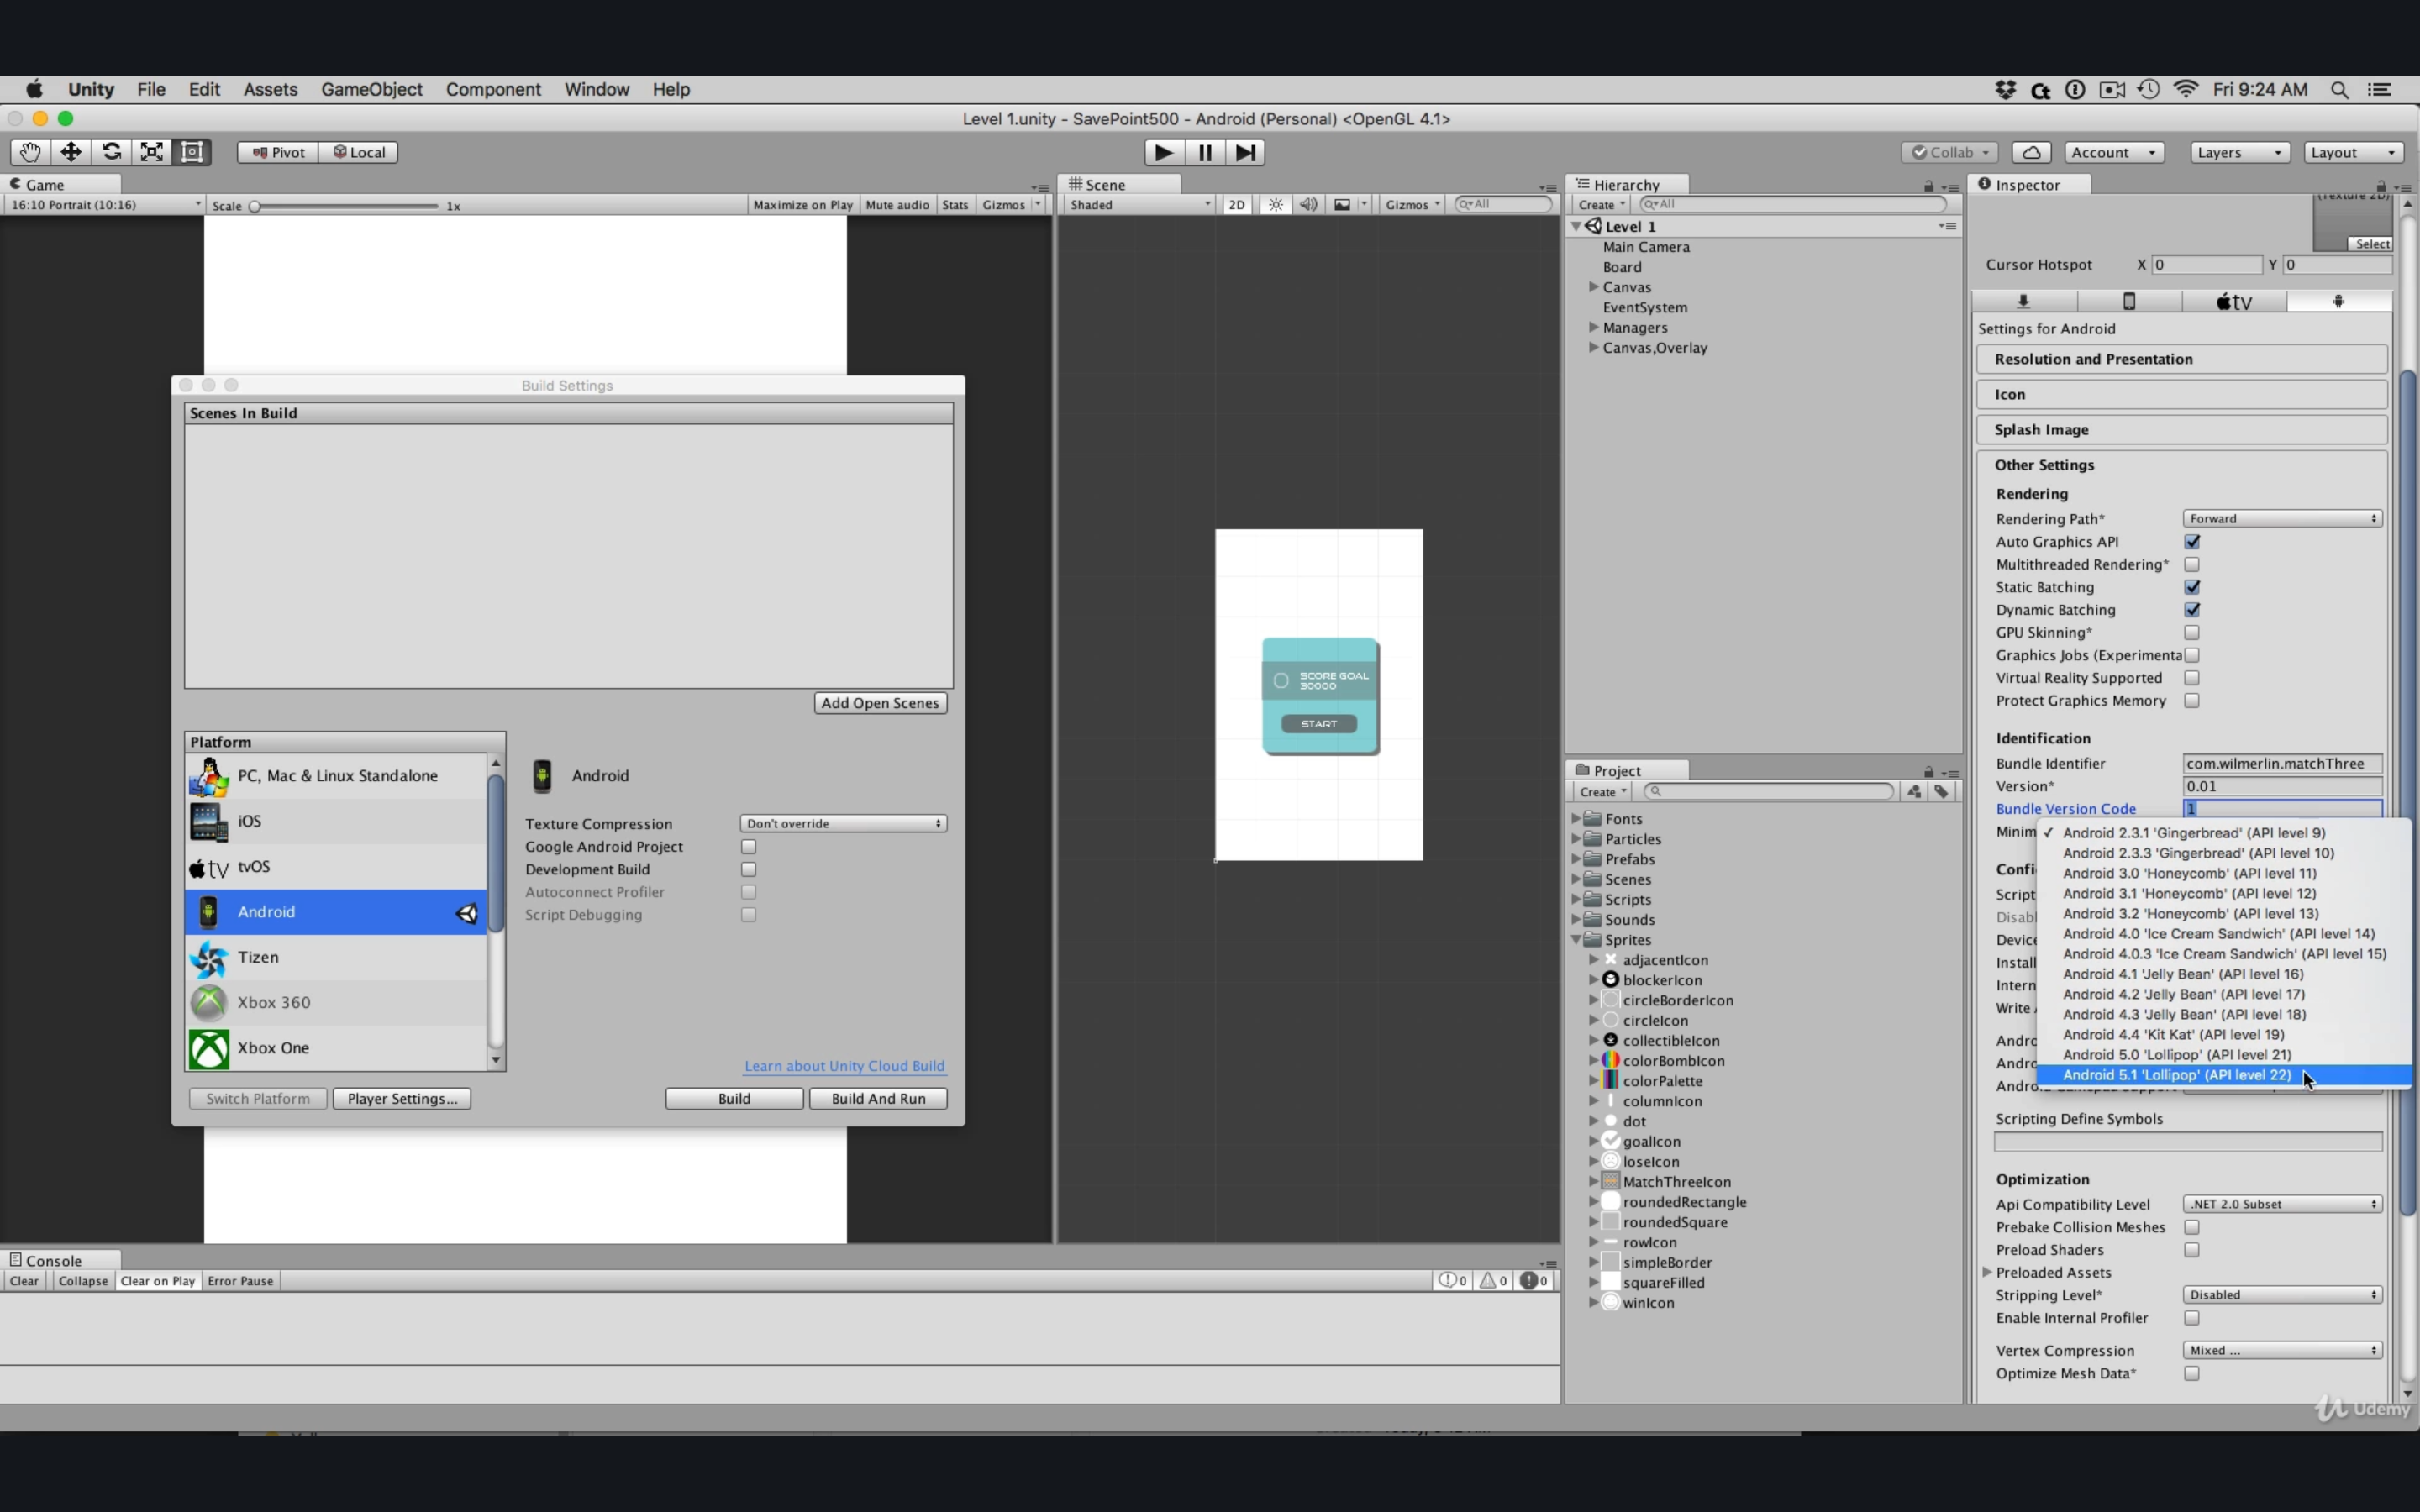 Unity File Edit Assets GameObject Component Window Help Fri 9:24 AM
Level 1.unity - SavePoint500 - Android (Personal) <OpenGL 4.1>
Pivot Local Collab Account Layers Layout
Game
16:10 Portrait (10:16) Scale 1x Maximize on Play Mute audio Stats Gizmos
Scene
Shaded 2D Gizmos All
SCORE GOAL
30000
START
Build Settings
Scenes In Build
Add Open Scenes
Platform
PC, Mac & Linux Standalone
iOS
tv tvOS
Android
Tizen
Xbox 360
Xbox One
Android
Texture Compression Don't override
Google Android Project
Development Build
Autoconnect Profiler
Script Debugging
Learn about Unity Cloud Build
Switch Platform Player Settings... Build Build And Run
Console
Clear Collapse Clear on Play Error Pause 0 0 0
Hierarchy
Create All
Level 1
Main Camera
Board
Canvas
EventSystem
Managers
Canvas,Overlay
Project
Create
Fonts
Particles
Prefabs
Scenes
Scripts
Sounds
Sprites
adjacentIcon
blockerIcon
circleBorderIcon
circleIcon
collectibleIcon
colorBombIcon
colorPalette
columnIcon
dot
goalIcon
loseIcon
MatchThreeIcon
roundedRectangle
roundedSquare
rowIcon
simpleBorder
squareFilled
winIcon
Inspector
(Texture 2D)
Select
Cursor Hotspot X 0 Y 0
tv
Settings for Android
Resolution and Presentation
Icon
Splash Image
Other Settings
Rendering
Rendering Path* Forward
Auto Graphics API
Multithreaded Rendering*
Static Batching
Dynamic Batching
GPU Skinning*
Graphics Jobs (Experimenta
Virtual Reality Supported
Protect Graphics Memory
Identification
Bundle Identifier com.wilmerlin.matchThree
Version* 0.01
Bundle Version Code 1
Minim ✓ Android 2.3.1 'Gingerbread' (API level 9)
Android 2.3.3 'Gingerbread' (API level 10)
Confi Android 3.0 'Honeycomb' (API level 11)
Script Android 3.1 'Honeycomb' (API level 12)
Disabl Android 3.2 'Honeycomb' (API level 13)
Device Android 4.0 'Ice Cream Sandwich' (API level 14)
Install Android 4.0.3 'Ice Cream Sandwich' (API level 15)
Intern Android 4.1 'Jelly Bean' (API level 16)
Android 4.2 'Jelly Bean' (API level 17)
Write Android 4.3 'Jelly Bean' (API level 18)
Andro Android 4.4 'Kit Kat' (API level 19)
Andro Android 5.0 'Lollipop' (API level 21)
Android 5.1 'Lollipop' (API level 22)
Scripting Define Symbols
Optimization
Api Compatibility Level .NET 2.0 Subset
Prebake Collision Meshes
Preload Shaders
Preloaded Assets
Stripping Level* Disabled
Enable Internal Profiler
Vertex Compression Mixed ...
Optimize Mesh Data*
Udemy